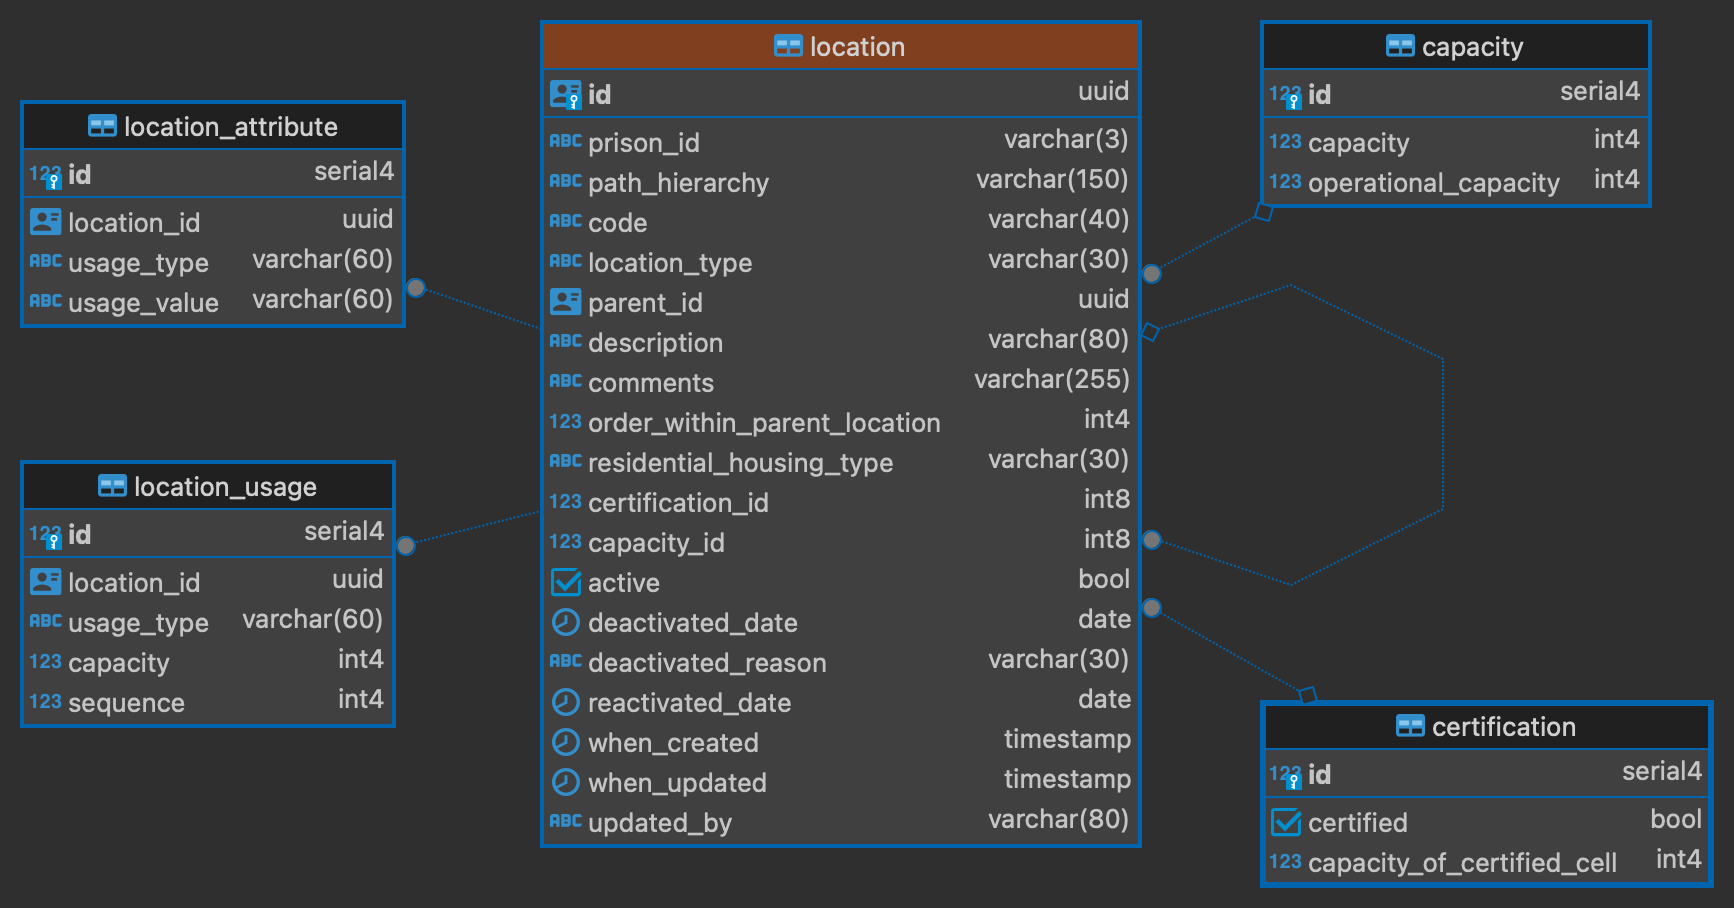 location_attribute
123 id serial4
location_id uuid
ABC usage_type varchar(60)
ABC usage_value varchar(60)
location_usage
123 id serial4
location_id uuid
ABC usage_type varchar(60)
123 capacity int4
123 sequence int4
location
id uuid
ABC prison_id varchar(3)
ABC path_hierarchy varchar(150)
ABC code varchar(40)
ABC location_type varchar(30)
parent_id uuid
ABC description varchar(80)
ABC comments varchar(255)
123 order_within_parent_location int4
ABC residential_housing_type varchar(30)
123 certification_id int8
123 capacity_id int8
active bool
deactivated_date date
ABC deactivated_reason varchar(30)
reactivated_date date
when_created timestamp
when_updated timestamp
ABC updated_by varchar(80)
capacity
123 id serial4
123 capacity int4
123 operational_capacity int4
certification
123 id serial4
certified bool
123 capacity_of_certified_cell int4